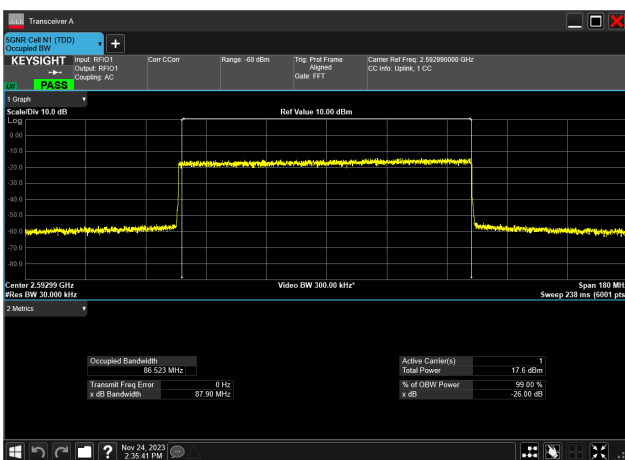 Transceiver A
5GNR Cell N1 (TDD)
Occupied BW
KEYSIGHT
Input: RFIO1
Output: RFIO1
Coupling: AC
Corr CCorr
Range: -60 dBm
Trig: Prot Frame
Aligned
Gate: FFT
Carrier Ref Freq: 2.592990000 GHz
CC Info: Uplink, 1 CC
LXI
PASS
1 Graph
Scale/Div 10.0 dB
Ref Value 10.00 dBm
Log
0.00
-10.0
-20.0
-30.0
-40.0
-50.0
-60.0
-70.0
-80.0
Center 2.59299 GHz
Video BW 300.00 kHz*
Span 180 MH
#Res BW 30.000 kHz
Sweep 238 ms (6001 pts
2 Metrics
Occupied Bandwidth
86.523 MHz
Active Carrier(s) 1
Total Power 17.6 dBm
Transmit Freq Error 0 Hz
x dB Bandwidth 87.90 MHz
% of OBW Power 99.00 %
x dB -26.00 dB
Nov 24, 2023
2:35:41 PM